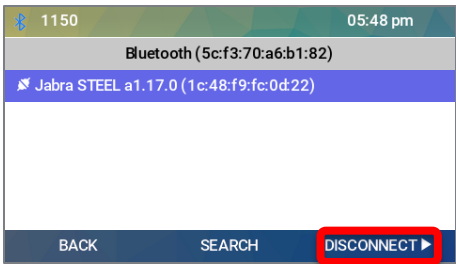 1150 05:48 pm
Bluetooth (5c:f3:70:a6:b1:82)
Jabra STEEL a1.17.0 (1c:48:f9:fc:0d:22)
BACK SEARCH DISCONNECT